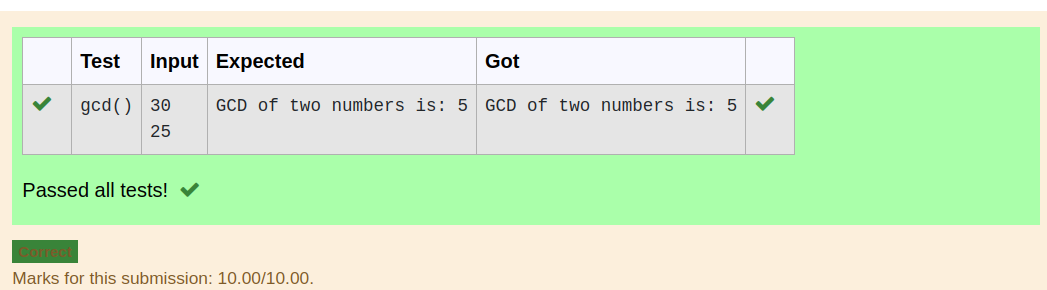 Test Input Expected Got
gcd() 30 GCD of two numbers is: 5 GCD of two numbers is: 5
25
Passed all tests!
Correct
Marks for this submission: 10.00/10.00.